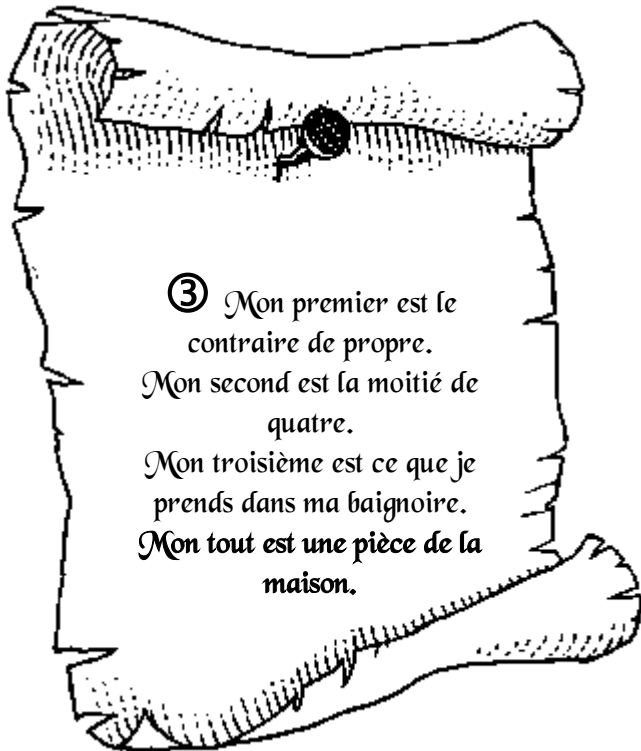 ③ Mon premier est le
contraire de propre.
Mon second est la moitié de
quatre.
Mon troisième est ce que je
prends dans ma baignoire.
Mon tout est une pièce de la
maison.